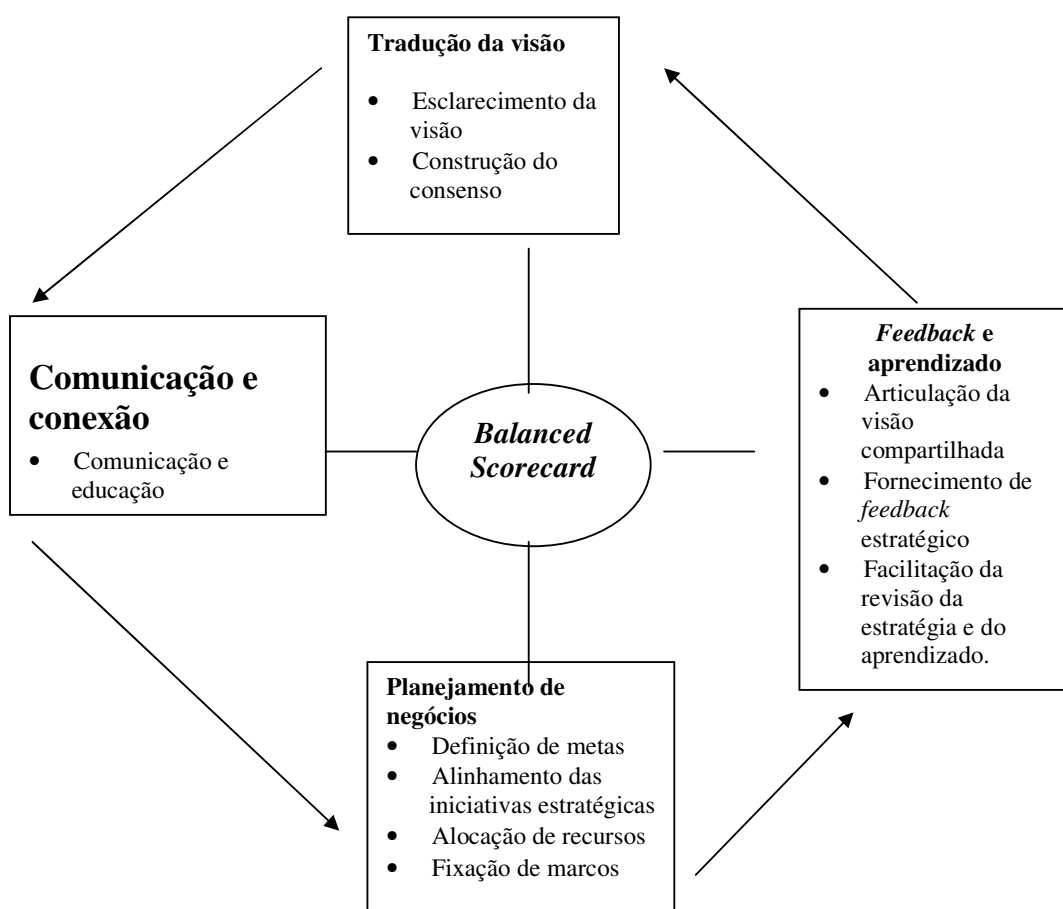 Tradução da visão
• Esclarecimento da
visão
• Construção do
consenso
Comunicação e
conexão
• Comunicação e
educação
Balanced
Scorecard
Feedback e
aprendizado
• Articulação da
visão
compartilhada
• Fornecimento de
feedback
estratégico
• Facilitação da
revisão da
estratégia e do
aprendizado.
Planejamento de
negócios
• Definição de metas
• Alinhamento das
iniciativas estratégicas
• Alocação de recursos
• Fixação de marcos